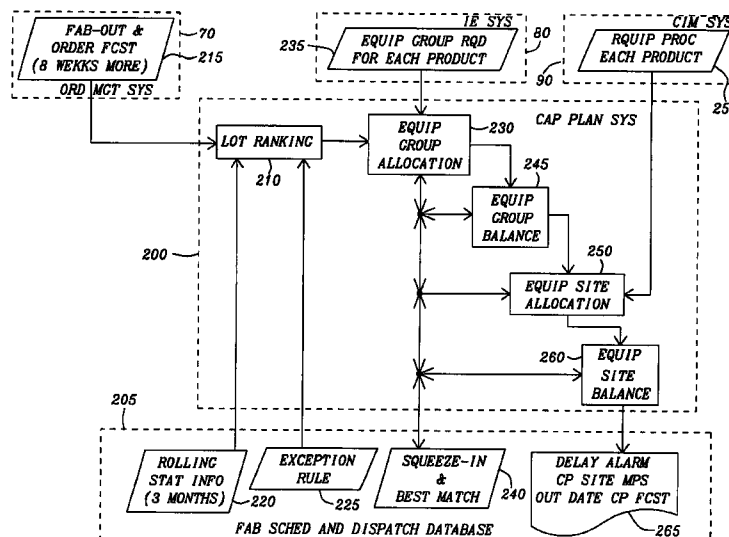 FAB-OUT &
ORDER FCST
(8 WEKKS MORE)
70
215
ORD MGT SYS
IE SYS
235
EQUIP GROUP RQD
FOR EACH PRODUCT
80
CIM SYS
RQUIP PROC
EACH PRODUCT
90
25
CAP PLAN SYS
LOT RANKING
210
EQUIP
GROUP
ALLOCATION
230
245
EQUIP
GROUP
BALANCE
200
250
EQUIP SITE
ALLOCATION
260
EQUIP
SITE
BALANCE
205
ROLLING
STAT INFO
(3 MONTHS)
220
EXCEPTION
RULE
225
SQUEEZE-IN
&
BEST MATCH
240
DELAY ALARM
CP SITE MPS
OUT DATE CP FCST
265
FAB SCHED AND DISPATCH DATABASE